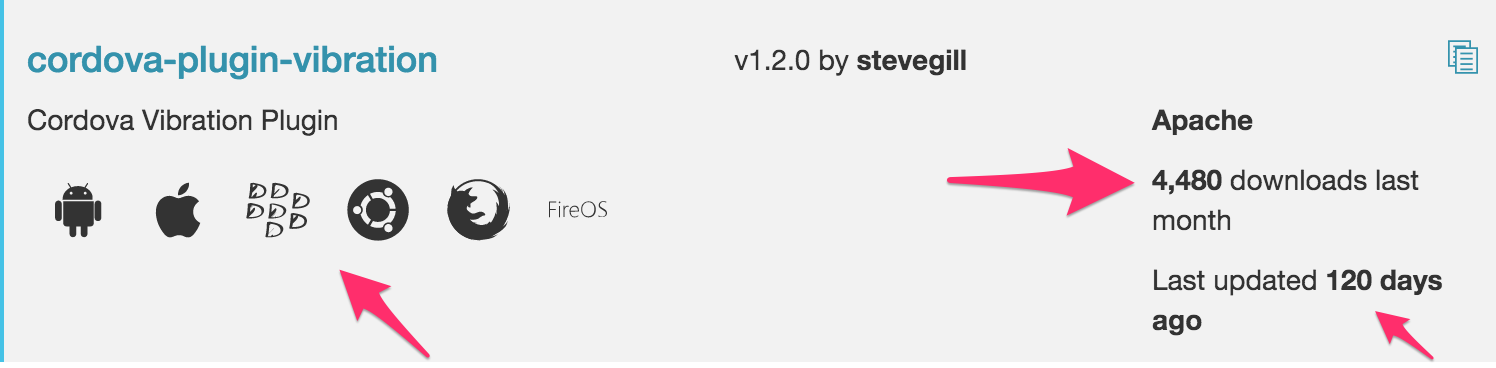 cordova-plugin-vibration
v1.2.0 by stevegill
Cordova Vibration Plugin
Apache
4,480 downloads last
month
FireOS
Last updated 120 days
ago